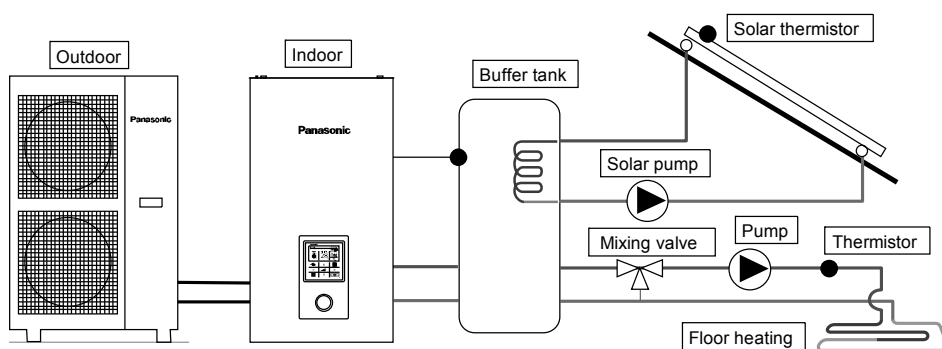 Outdoor
Panasonic
Indoor
Panasonic
Buffer tank
Solar thermistor
Solar pump
Mixing valve
Pump
Thermistor
Floor heating